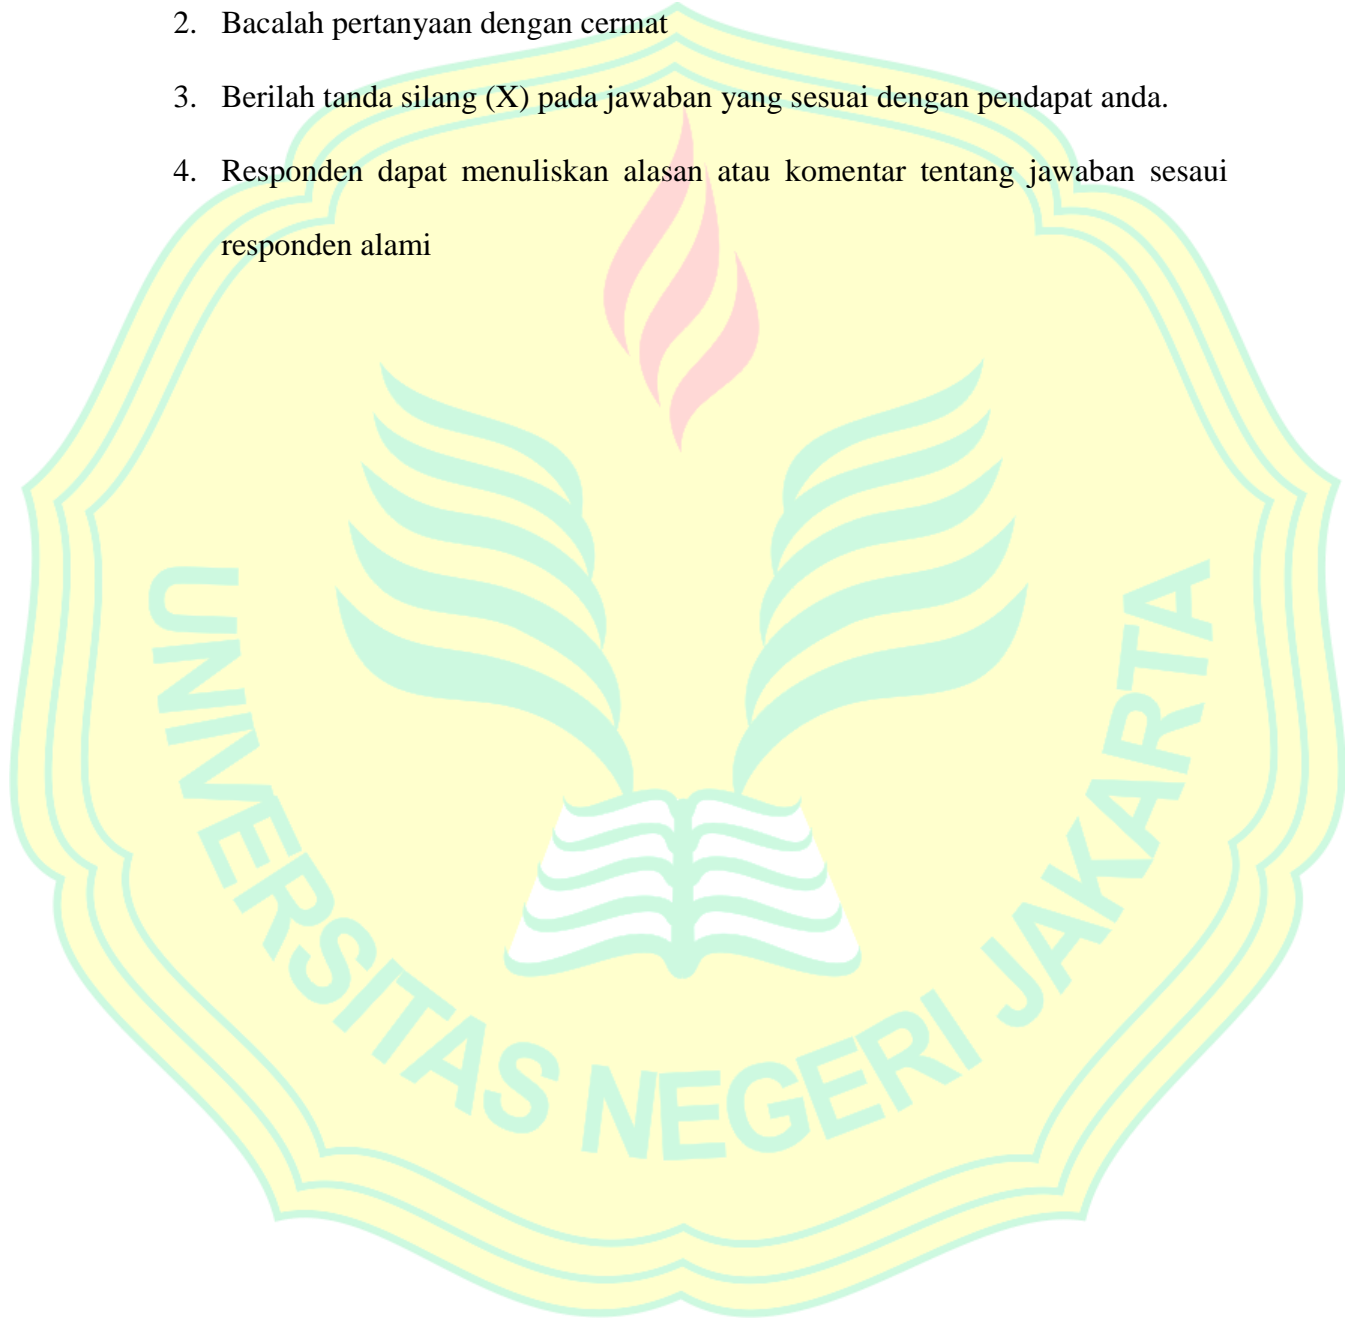 2. Bacalah pertanyaan dengan cermat
3. Berilah tanda silang (X) pada jawaban yang sesuai dengan pendapat anda.
4. Responden dapat menuliskan alasan atau komentar tentang jawaban sesaui
responden alami
UNIVERSITAS NEGERI JAKARTA